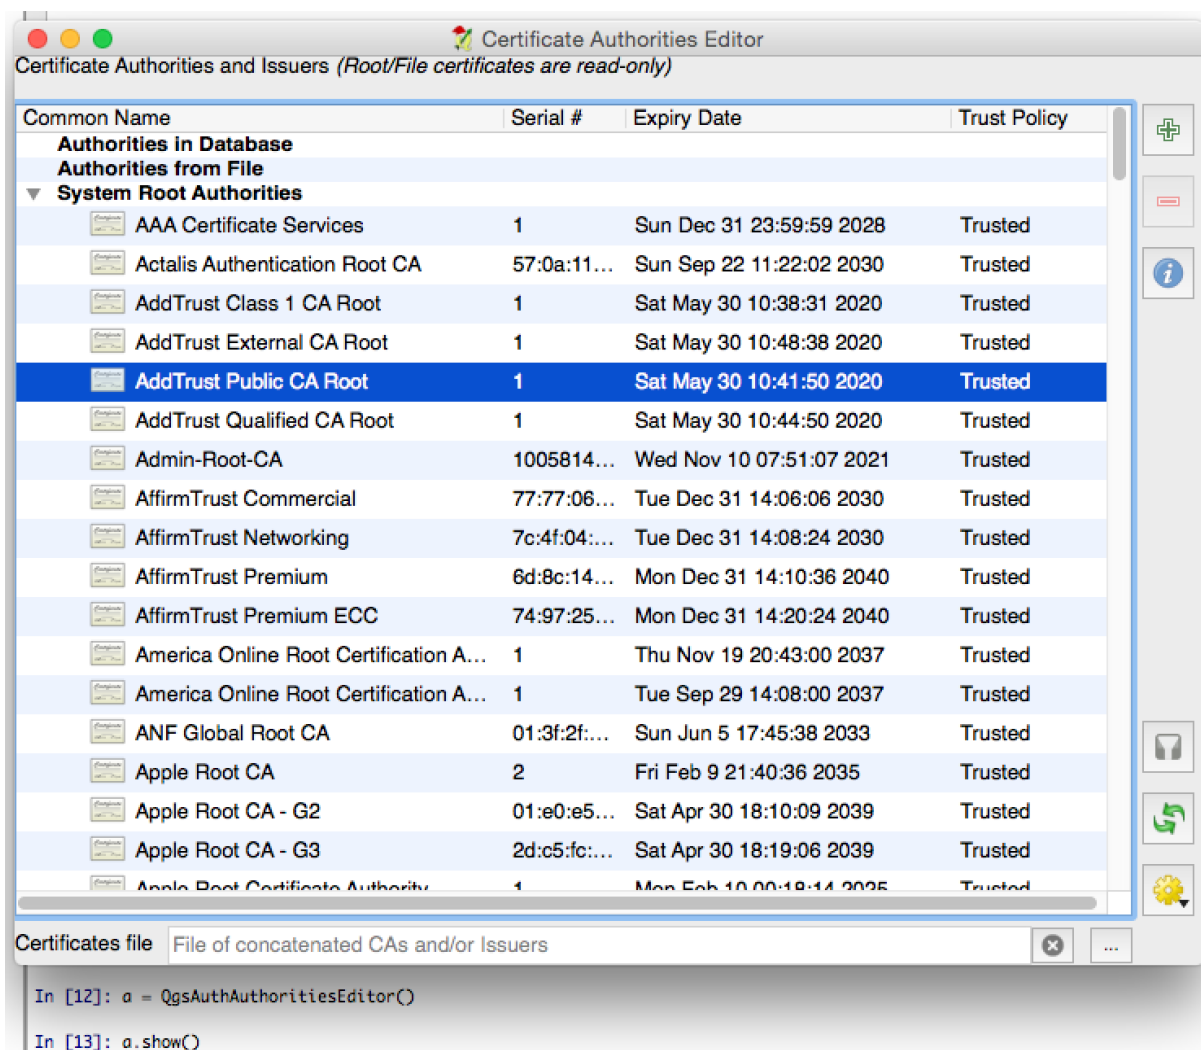 Certificate Authorities Editor
Certificate Authorities and Issuers (Root/File certificates are read-only)
Common Name Serial # Expiry Date Trust Policy
Authorities in Database
Authorities from File
System Root Authorities
AAA Certificate Services 1 Sun Dec 31 23:59:59 2028 Trusted
Actalis Authentication Root CA 57:0a:11... Sun Sep 22 11:22:02 2030 Trusted
AddTrust Class 1 CA Root 1 Sat May 30 10:38:31 2020 Trusted
AddTrust External CA Root 1 Sat May 30 10:48:38 2020 Trusted
AddTrust Public CA Root 1 Sat May 30 10:41:50 2020 Trusted
AddTrust Qualified CA Root 1 Sat May 30 10:44:50 2020 Trusted
Admin-Root-CA 1005814... Wed Nov 10 07:51:07 2021 Trusted
AffirmTrust Commercial 77:77:06... Tue Dec 31 14:06:06 2030 Trusted
AffirmTrust Networking 7c:4f:04:... Tue Dec 31 14:08:24 2030 Trusted
AffirmTrust Premium 6d:8c:14... Mon Dec 31 14:10:36 2040 Trusted
AffirmTrust Premium ECC 74:97:25... Mon Dec 31 14:20:24 2040 Trusted
America Online Root Certification A... 1 Thu Nov 19 20:43:00 2037 Trusted
America Online Root Certification A... 1 Tue Sep 29 14:08:00 2037 Trusted
ANF Global Root CA 01:3f:2f:... Sun Jun 5 17:45:38 2033 Trusted
Apple Root CA 2 Fri Feb 9 21:40:36 2035 Trusted
Apple Root CA - G2 01:e0:e5... Sat Apr 30 18:10:09 2039 Trusted
Apple Root CA - G3 2d:c5:fc:... Sat Apr 30 18:19:06 2039 Trusted
Apple Root Certificate Authority 1 Mon Feb 10 00:18:14 2025 Trusted
Certificates file File of concatenated CAs and/or Issuers ...
In [12]: a = QgsAuthAuthoritiesEditor()
In [13]: a.show()